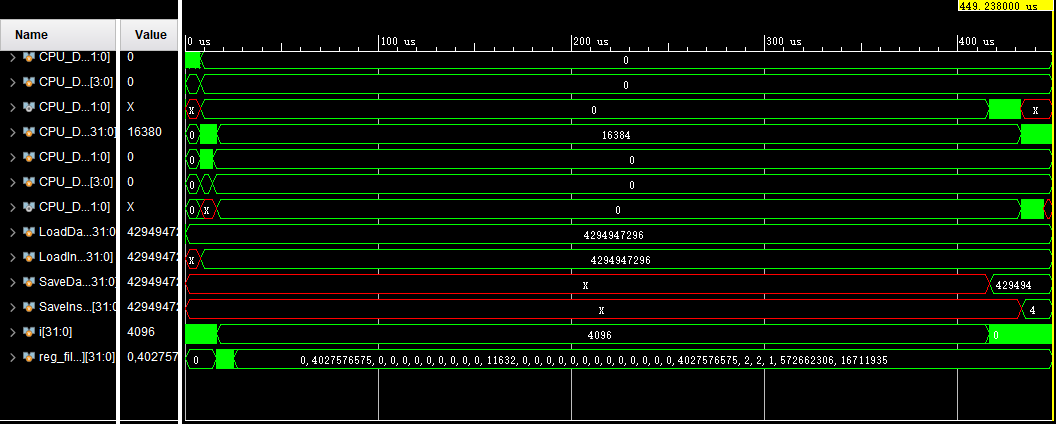 449.238000 us
Name Value
0 us 100 us 200 us 300 us 400 us
CPU_D...1:0] 0 0
CPU_D...[3:0] 0 0
CPU_D...1:0] X X 0 X
CPU_D...31:0] 16380 0 16384
CPU_D...1:0] 0 0 0
CPU_D...[3:0] 0 0 0
CPU_D...1:0] X 0 X 0
LoadDa...31:0 42949472 4294947296
LoadIn...31:0] 42949472 X 4294947296
SaveDa...31:0 42949472 X 429494
SaveIns...[31:0 42949472 X 4
i[31:0] 4096 4096 0
reg_fil...][31:0] 0,402757 0 0,4027576575,0,0,0,0,0,0,0,0,0,11632,0,0,0,0,0,0,0,0,0,0,0,0,0,4027576575,2,2,1,572662306,16711935